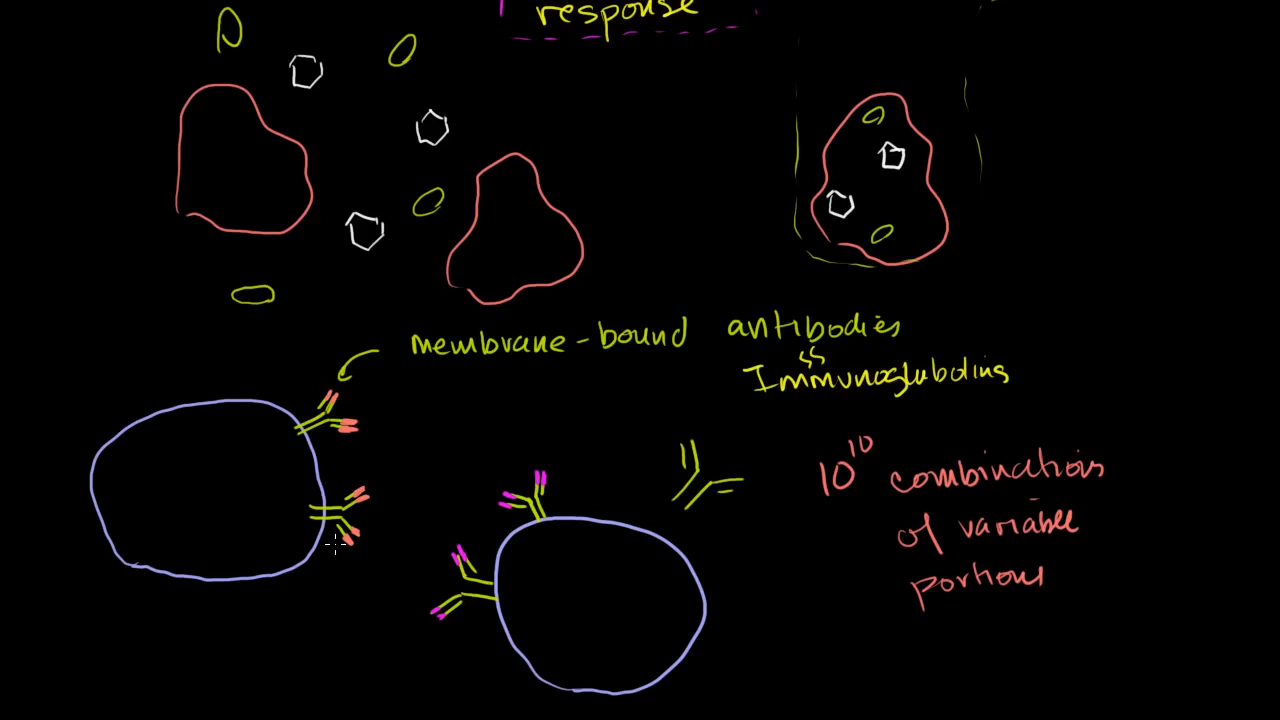 response
membrane-bound antibodies
Immunoglubolins
10^10 combinations
of variable
portions